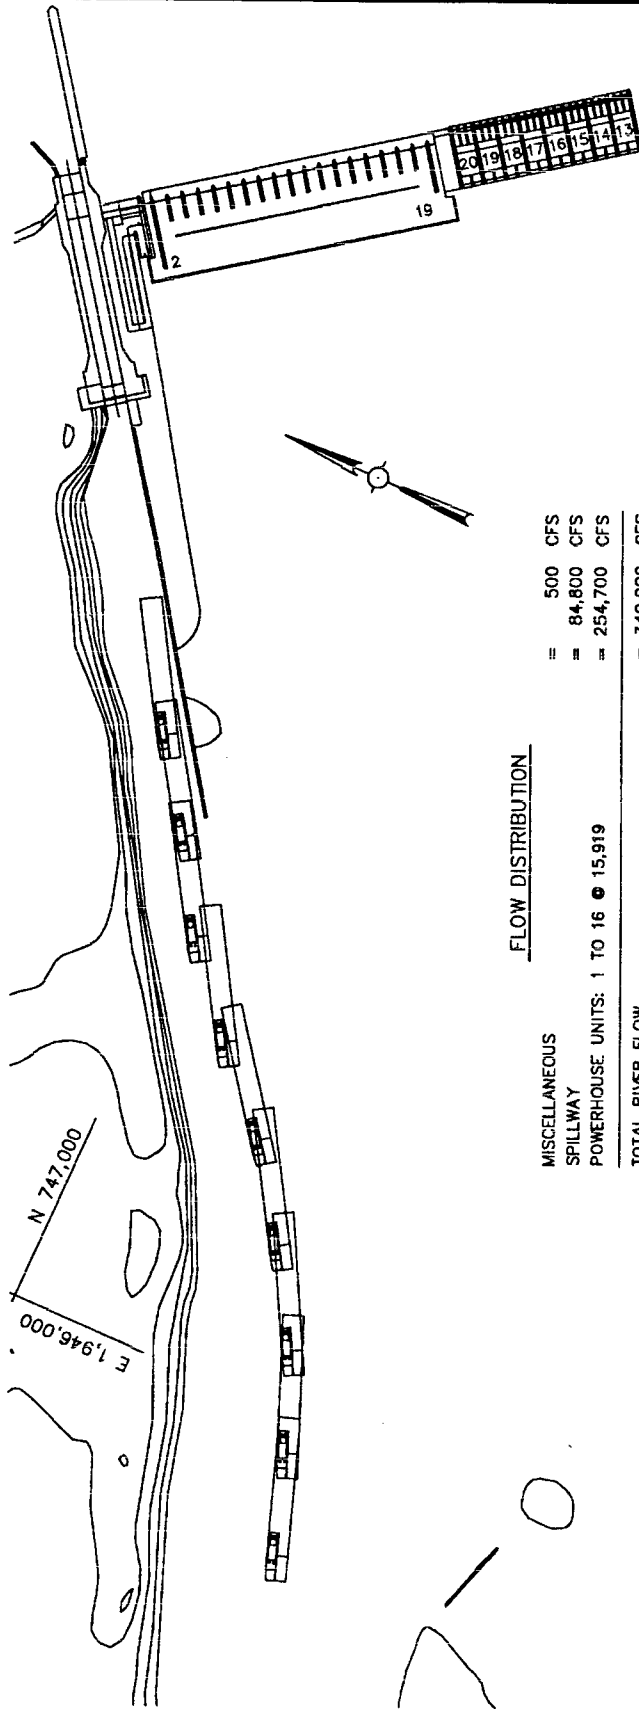 20 19 18 17 16 15 14 13
19
2
FLOW DISTRIBUTION
MISCELLANEOUS = 500 CFS
SPILLWAY = 84,800 CFS
POWERHOUSE UNITS: 1 TO 16 @ 15,919 = 254,700 CFS
TOTAL RIVER FLOW
N 747,000
E 1,946,000